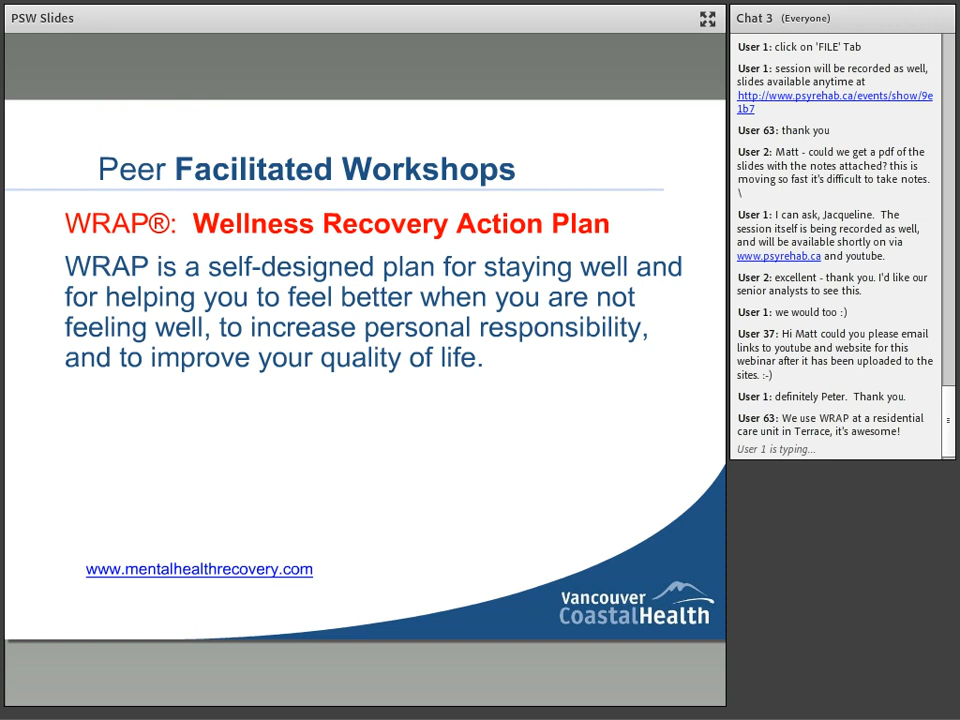 PSW Slides
Peer Facilitated Workshops
WRAP®: Wellness Recovery Action Plan
WRAP is a self-designed plan for staying well and
for helping you to feel better when you are not
feeling well, to increase personal responsibility,
and to improve your quality of life.
www.mentalhealthrecovery.com
Vancouver
CoastalHealth
Chat 3 (Everyone)
User 1: click on 'FILE' Tab
User 1: session will be recorded as well,
slides available anytime at
http://www.psyrehab.ca/events/show/9e
1b7
User 63: thank you
User 2: Matt - could we get a pdf of the
slides with the notes attached? this is
moving so fast it's difficult to take notes.
\
User 1: I can ask, Jacqueline. The
session itself is being recorded as well,
and will be available shortly on via
www.psyrehab.ca and youtube.
User 2: excellent - thank you. I'd like our
senior analysts to see this.
User 1: we would too :)
User 37: Hi Matt could you please email
links to youtube and website for this
webinar after it has been uploaded to the
sites. :-)
User 1: definitely Peter. Thank you.
User 63: We use WRAP at a residential
care unit in Terrace, it's awesome!
User 1 is typing...